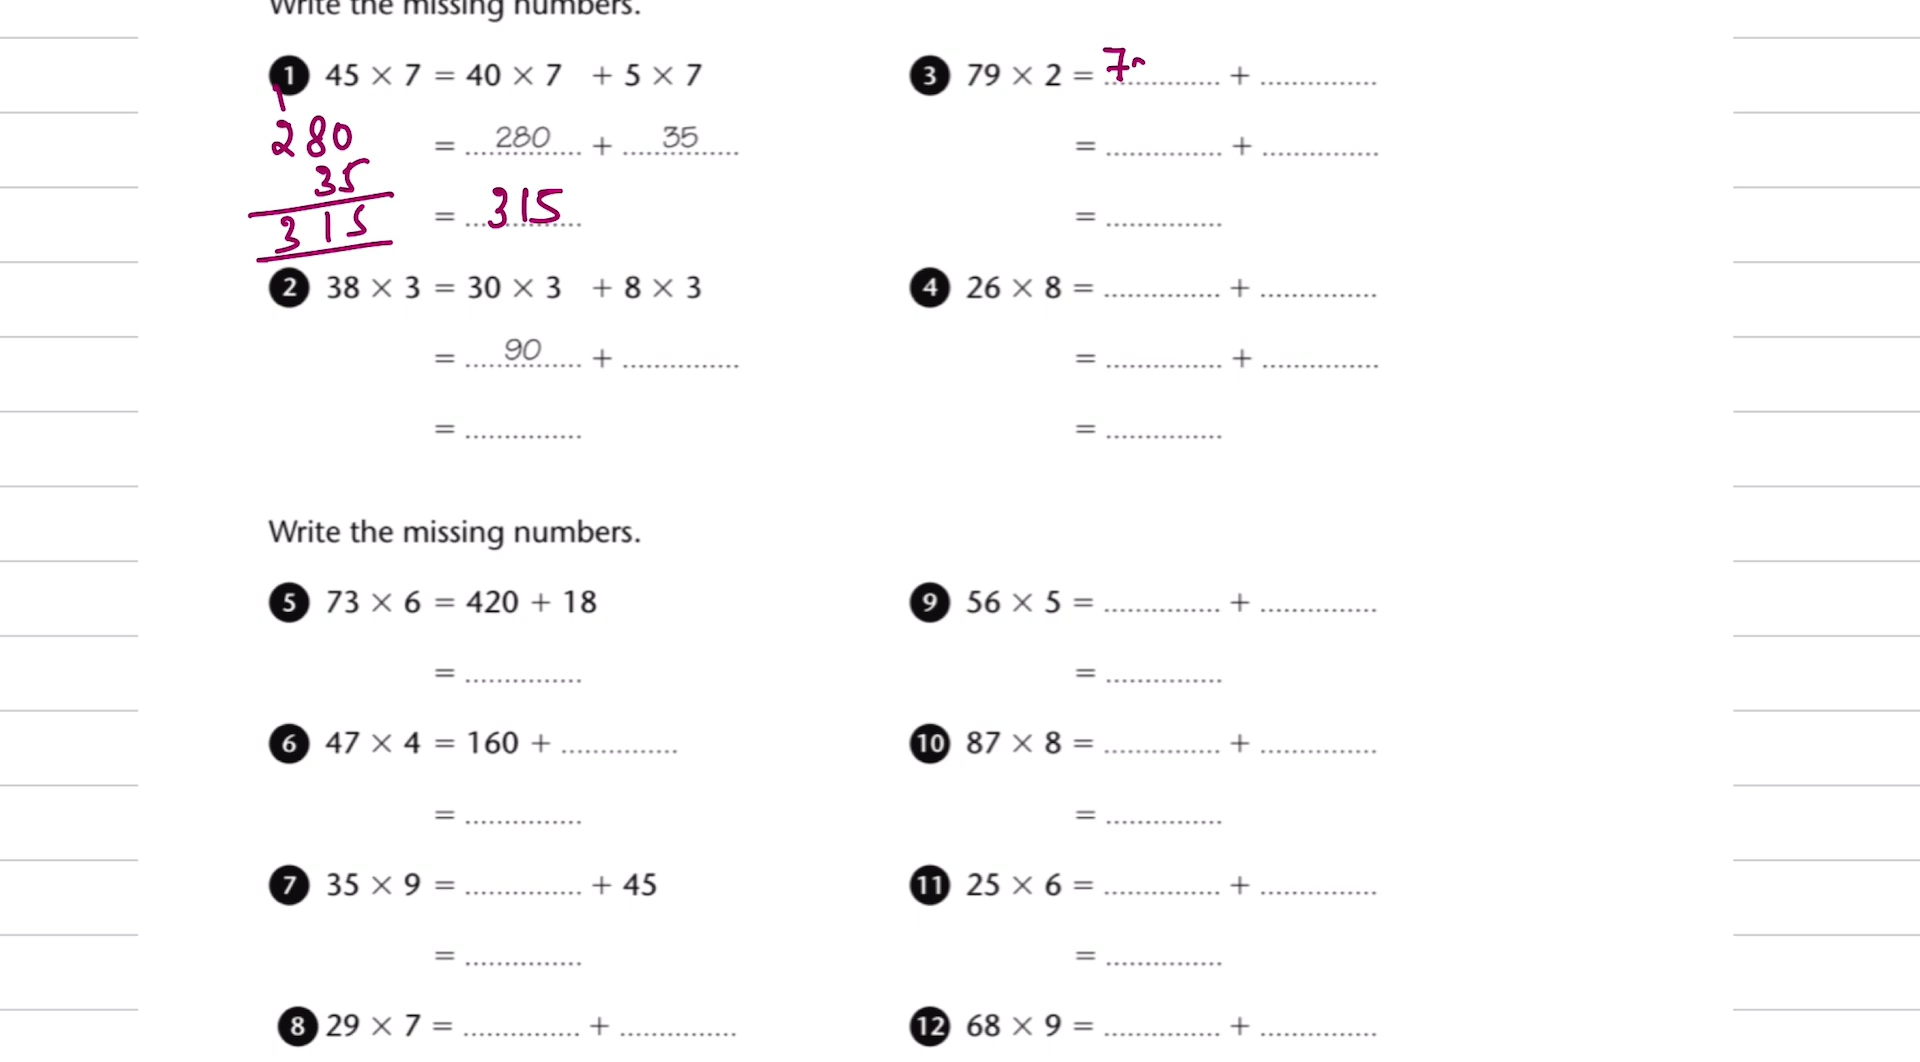 Write the missing numbers.
1 45 × 7 = 40 × 7 + 5 × 7
= 280 + 35
= 315
280
35
315
2 38 × 3 = 30 × 3 + 8 × 3
= 90 + ..............
= ..............
3 79 × 2 = 7 .............. + ..............
= .............. + ..............
= ..............
4 26 × 8 = .............. + ..............
= .............. + ..............
= ..............
Write the missing numbers.
5 73 × 6 = 420 + 18
= ..............
6 47 × 4 = 160 + ..............
= ..............
7 35 × 9 = .............. + 45
= ..............
8 29 × 7 = .............. + ..............
9 56 × 5 = .............. + ..............
= ..............
10 87 × 8 = .............. + ..............
= ..............
11 25 × 6 = .............. + ..............
= ..............
12 68 × 9 = .............. + ..............